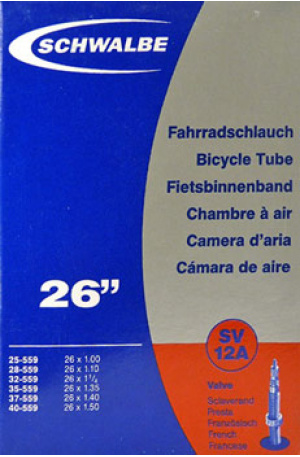 SCHWALBE
Fahrradschlauch
Bicycle Tube
Fietsbinnenband
Chambre à air
Camera d'aria
Cámara de aire
26"
SV
12A
25-559 26 x 1.00
28-559 26 x 1.10
32-559 26 x 1¹/₄
35-559 26 x 1.35
37-559 26 x 1.40
40-559 26 x 1.50
Valve
Sclaverand
Presta
Französisch
French
Francaise